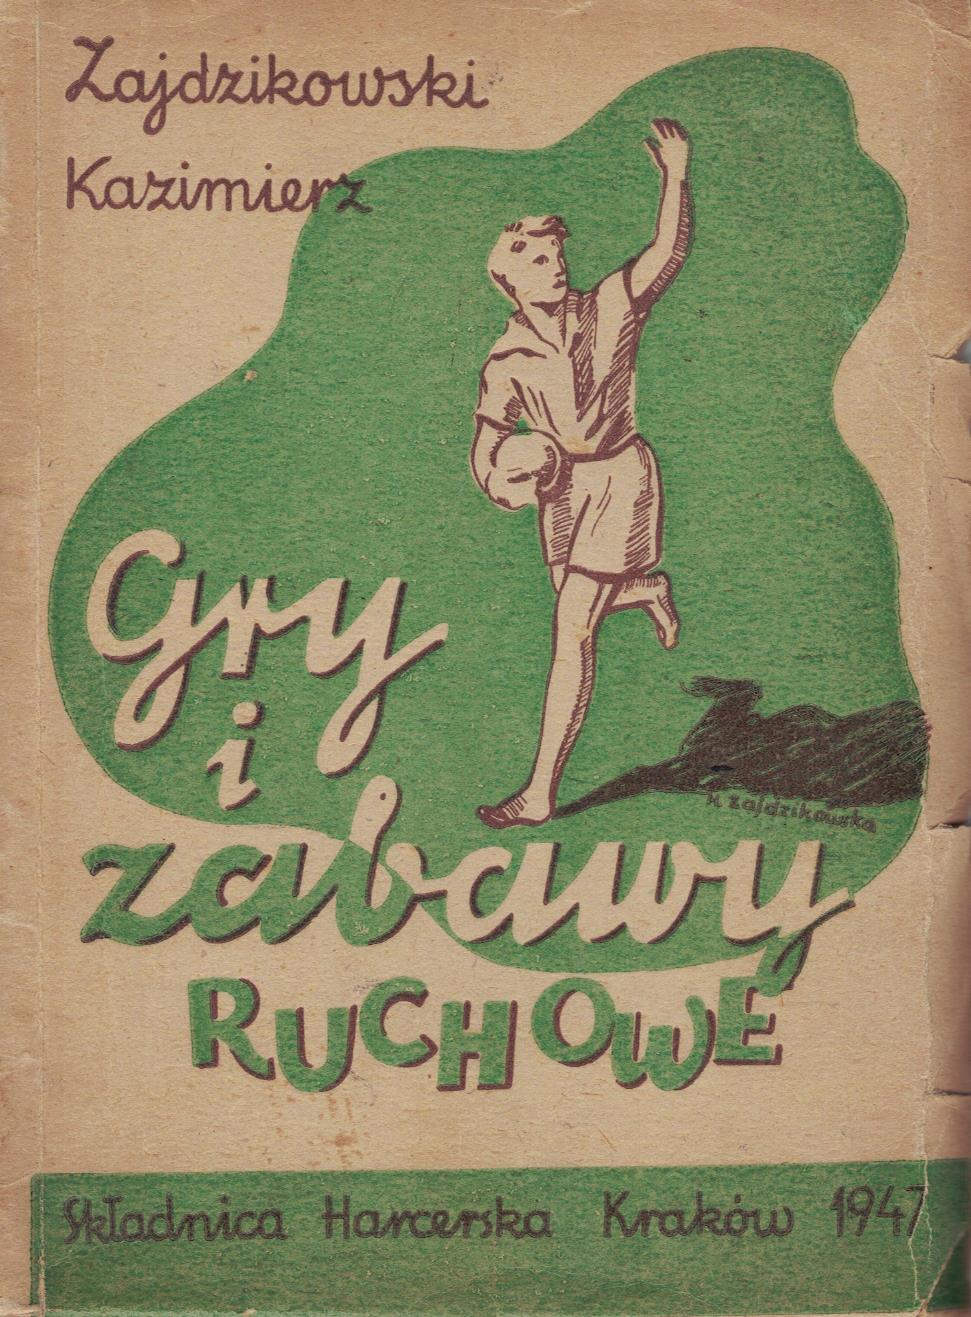 Zajdzikowski
Kazimierz
Gry
i
zabawy
RUCHOWE
H. Zajdzikowska
Składnica Harcerska Kraków 1947